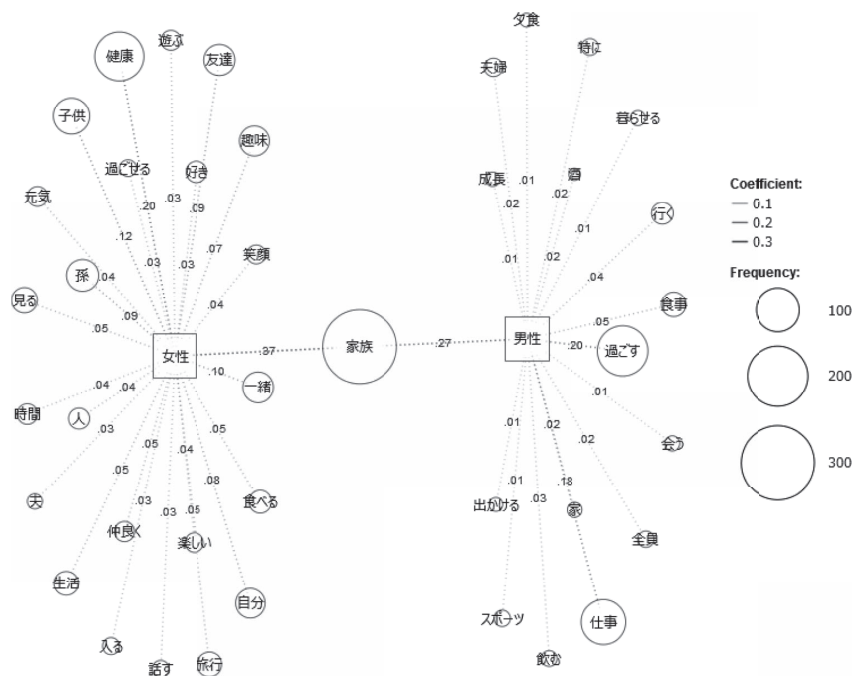 夕食
遊ぶ
特に
健康
友達
夫婦
子供
暮らせる
趣味
過ごせる
好き
成長
酒
.01
.02
.02
元気
.20
.03
.09
行く
.12
.01
.07
笑顔
.03
.03
.01
.02
孫
.04
.04
.04
見る
.09
食事
.05
.05
女性
家族
男性
過ごす
.37
.27
.20
.10
一緒
.04
.04
.01
時間
人
.03
.05
.05
.01
.02
.02
会う
.05
.04
.08
.01
.18
夫
.03
.03
.05
.03
食べる
出かける
家
仲良く
楽しい
全員
生活
自分
スポーツ
仕事
入る
話す
旅行
飲む
Coefficient:
0.1
0.2
0.3
Frequency:
100
200
300